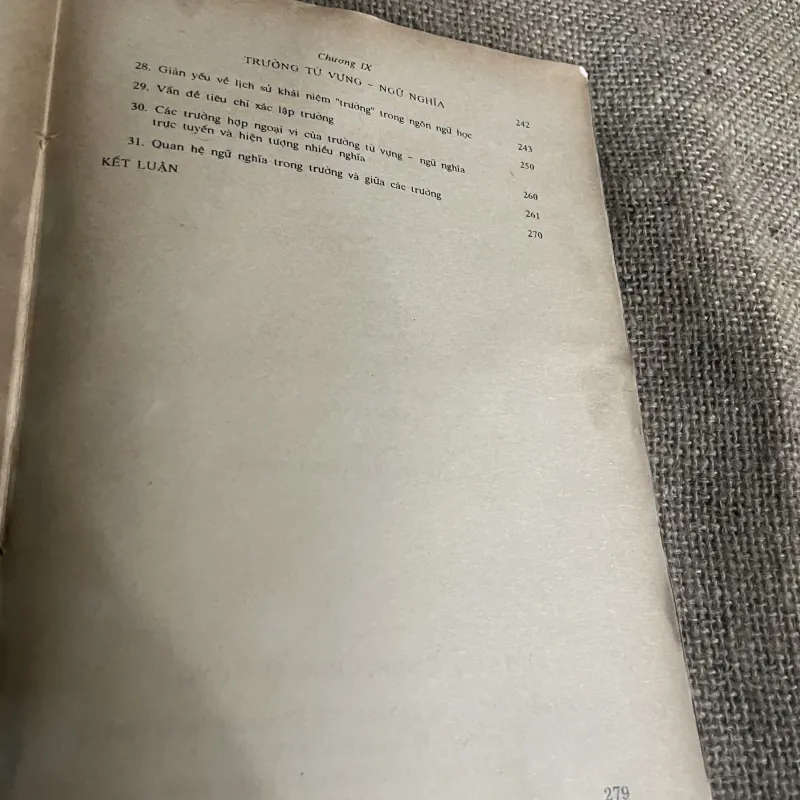 Chương IX
TRƯỜNG TỪ VỰNG - NGỮ NGHĨA 242
28. Giản yếu về lịch sử khái niệm "trường" trong ngôn ngữ học 243
29. Vấn đề tiêu chí xác lập trường 250
30. Các trường hợp ngoại vi của trường từ vựng - ngữ nghĩa
trực tuyến và hiện tượng nhiều nghĩa 260
31. Quan hệ ngữ nghĩa trong trường và giữa các trường 261
KẾT LUẬN 270
279